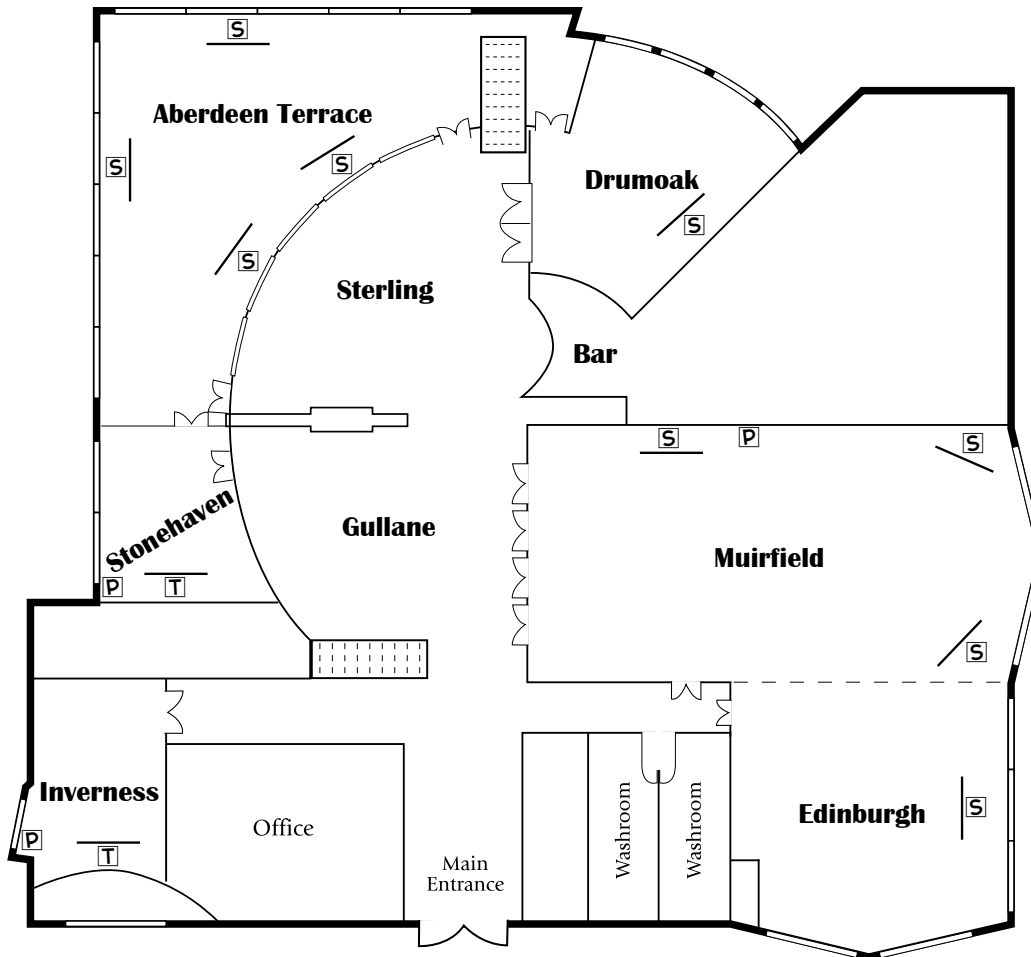 S
Aberdeen Terrace
S
S
Drumoak
S
S
Sterling
Bar
S
P
S
Stonehaven
Gullane
Muirfield
P
T
S
Inverness
Edinburgh
S
P
T
Office
Washroom
Washroom
Main
Entrance